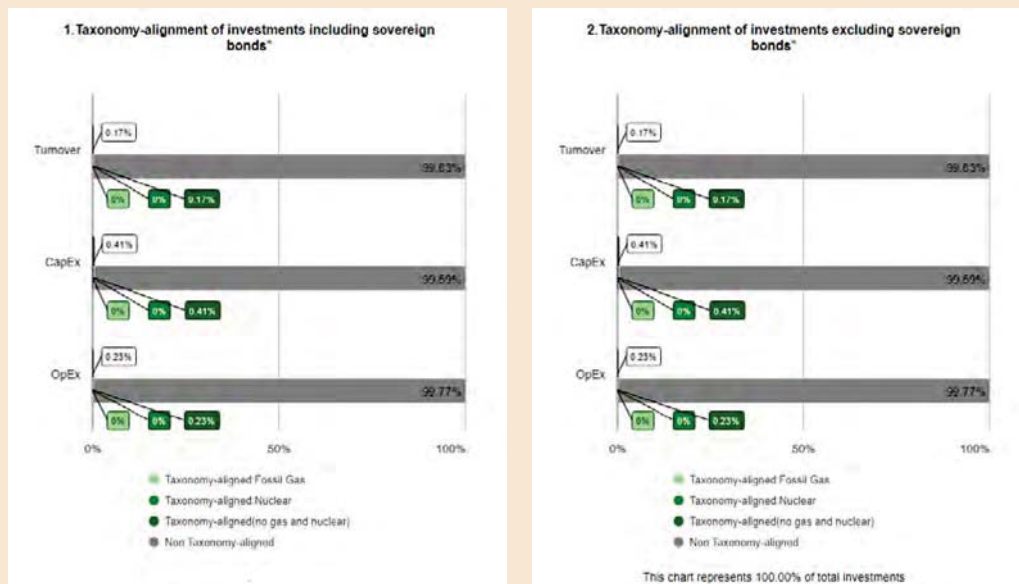 1. Taxonomy-alignment of investments including sovereign
bonds*
0.17%
Turnover
99.83%
0%
0%
0.17%
0.41%
CapEx
99.59%
0%
0%
0.41%
0.23%
OpEx
99.77%
0%
0%
0.23%
0%
50%
100%
Taxonomy-aligned Fossil Gas
Taxonomy-aligned Nuclear
Taxonomy-aligned(no gas and nuclear)
Non Taxonomy-aligned
2. Taxonomy-alignment of investments excluding sovereign
bonds*
0.17%
Turnover
99.83%
0%
0%
0.17%
0.41%
CapEx
99.59%
0%
0%
0.41%
0.23%
OpEx
99.77%
0%
0%
0.23%
0%
50%
100%
Taxonomy-aligned Fossil Gas
Taxonomy-aligned Nuclear
Taxonomy-aligned(no gas and nuclear)
Non Taxonomy-aligned
This chart represents 100.00% of total investments